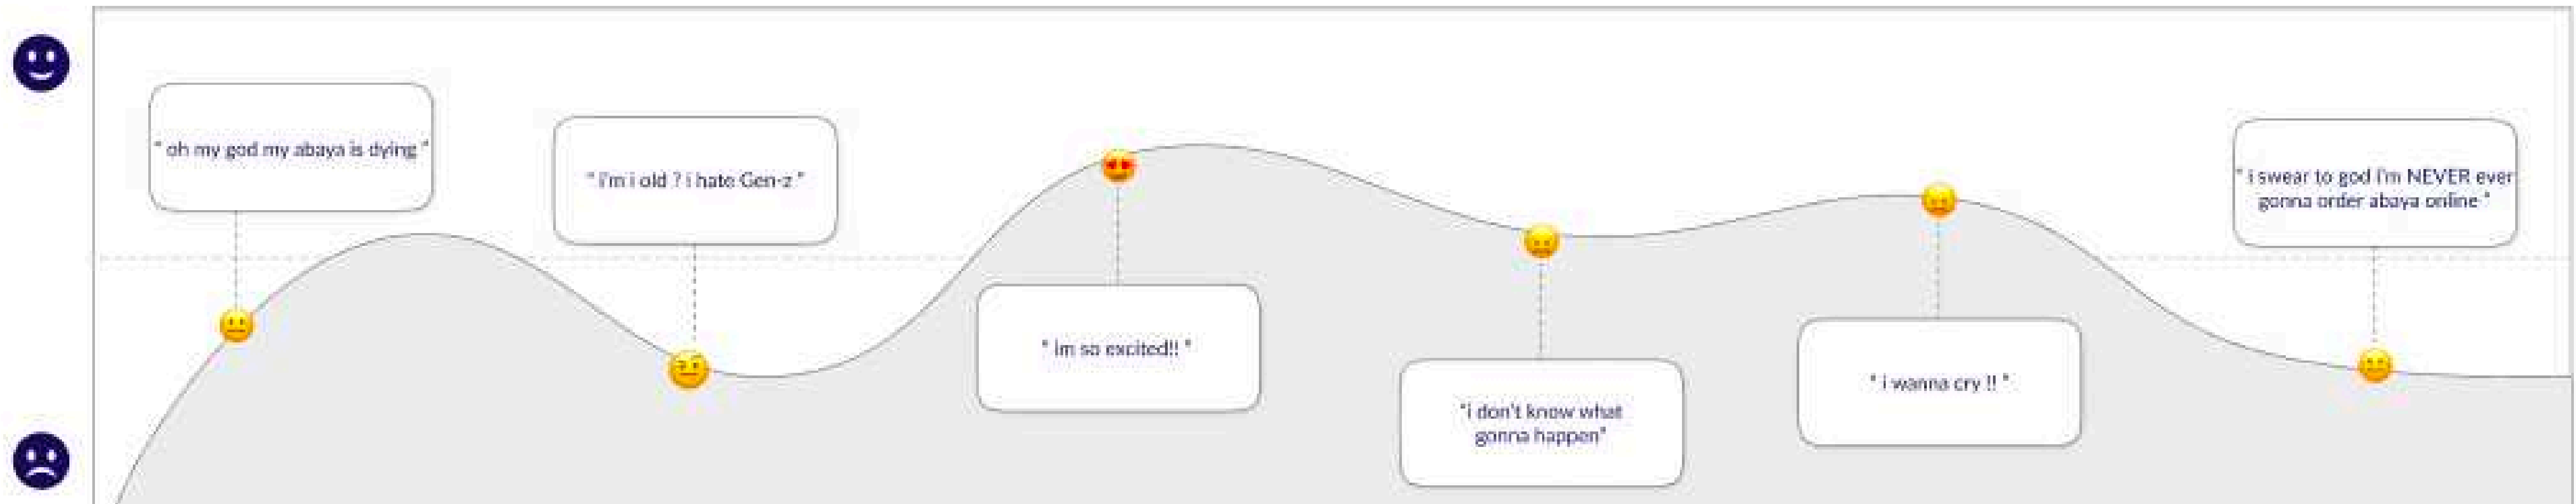 " oh my god my abaya is dying "
" i'm i old ? i hate Gen-z "
" im so excited!! "
"i don't know what
gonna happen"
" i wanna cry !! "
" i swear to god i'm NEVER ever
gonna order abaya online "